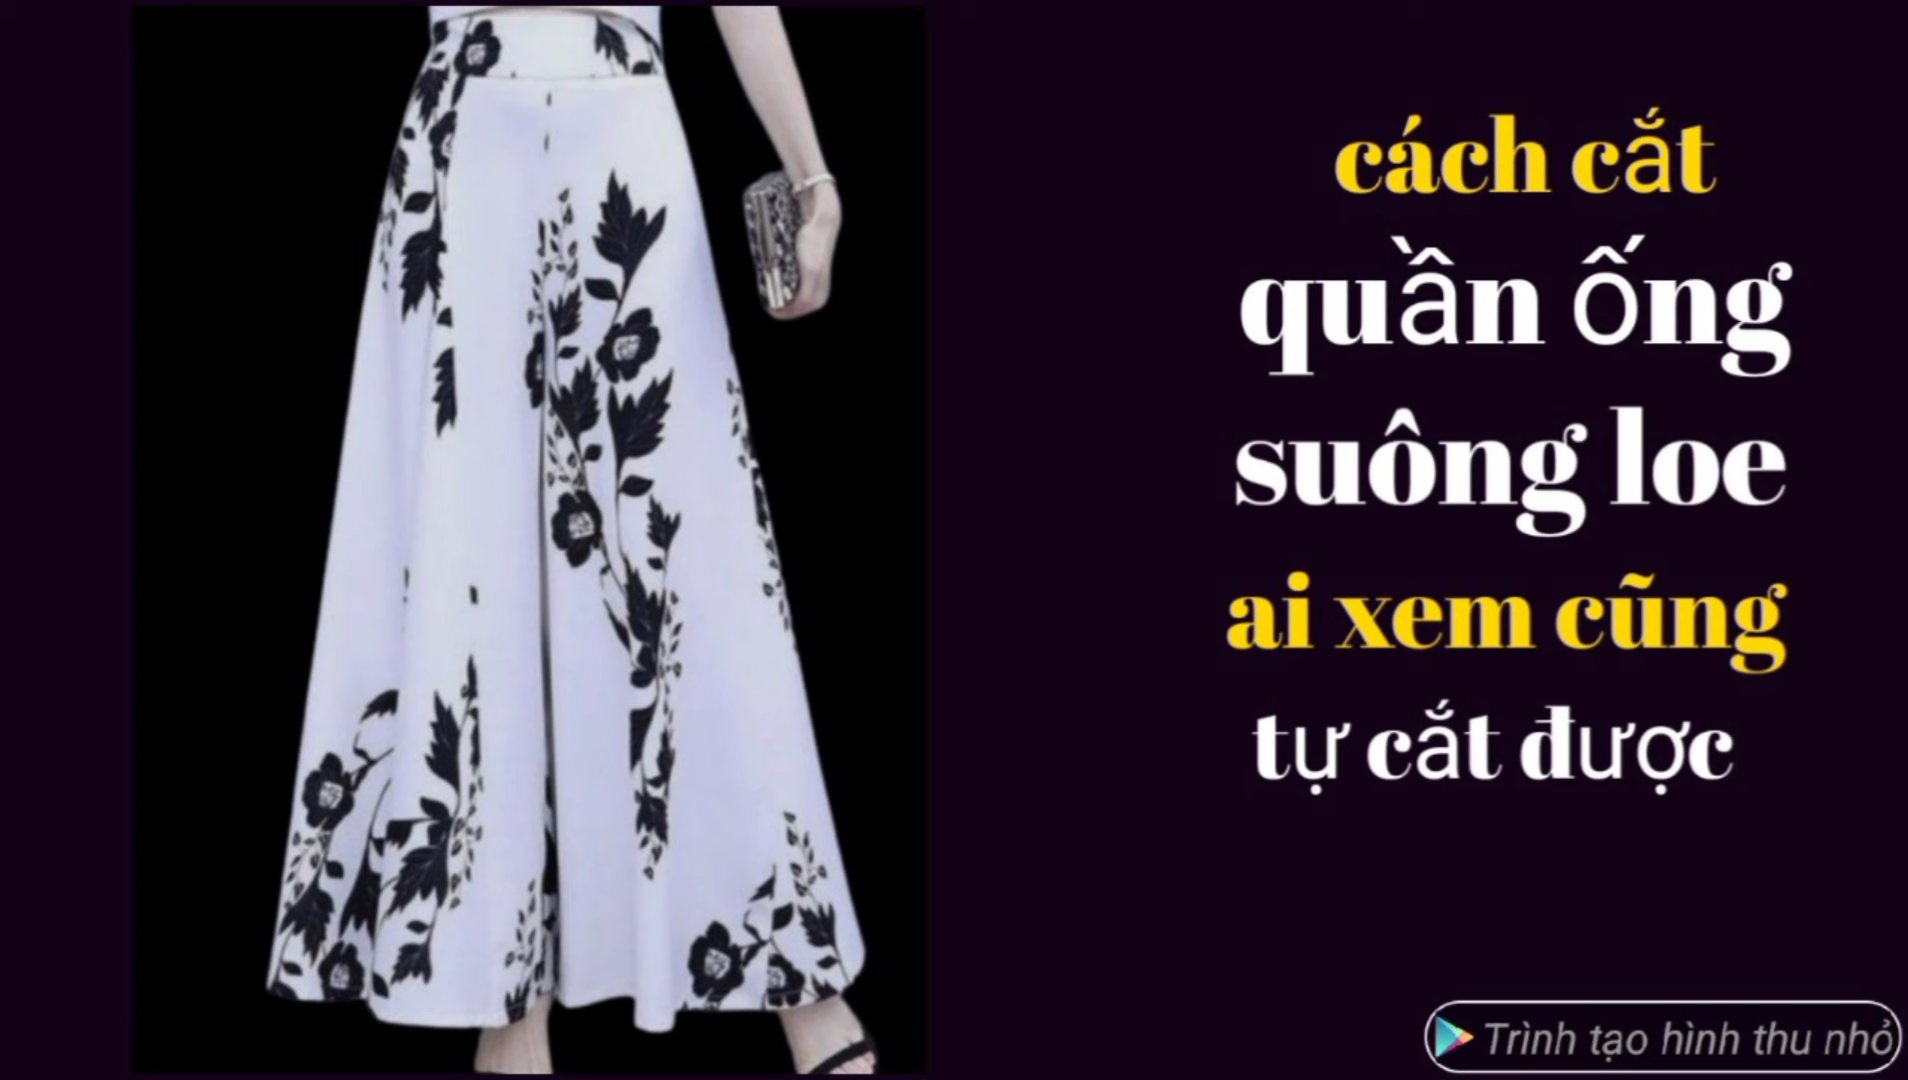 cách cắt
quần ống
suông loe
ai xem cũng
tự cắt được
Trình tạo hình thu nhỏ